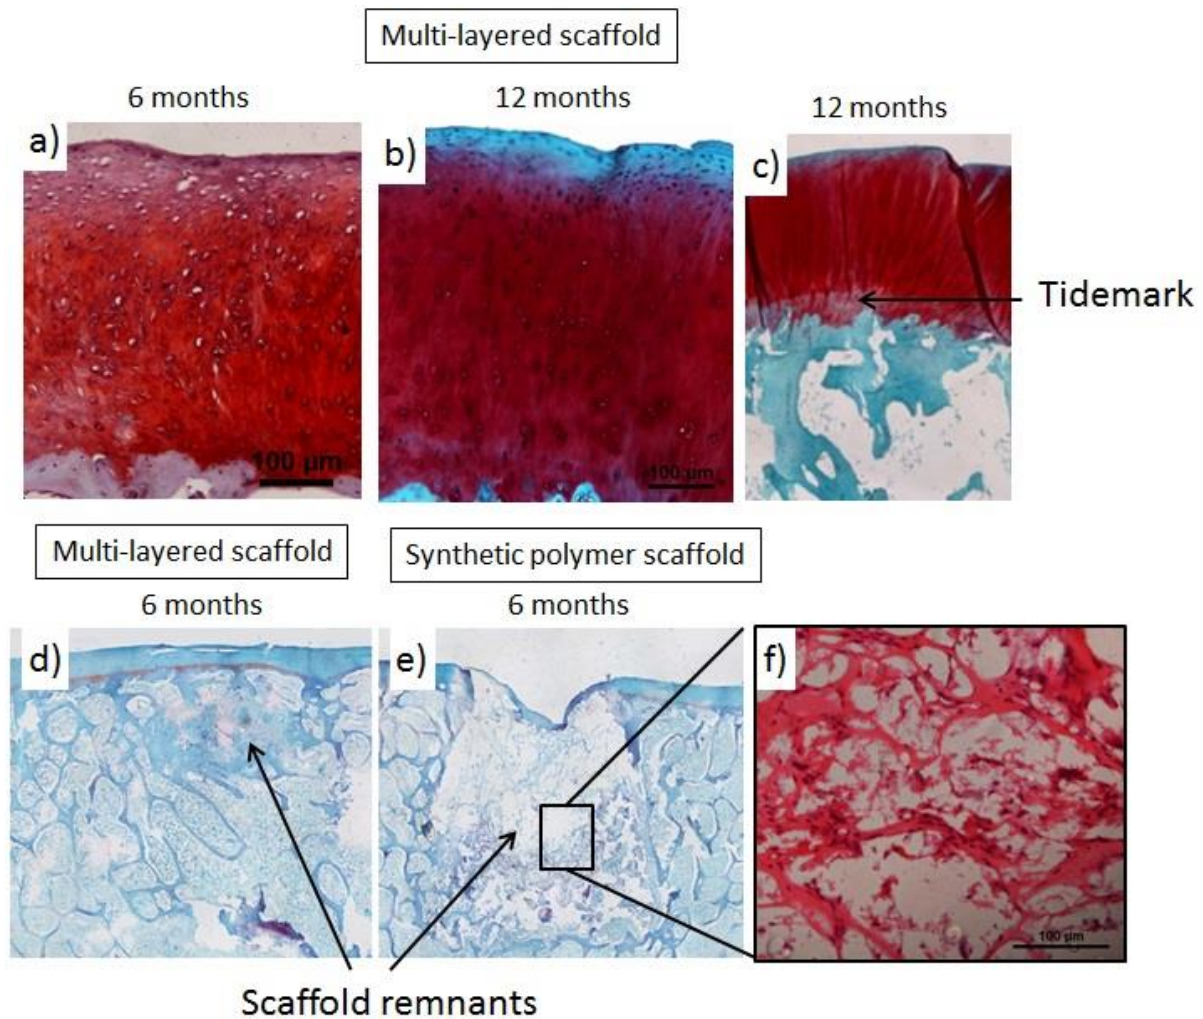 Multi-layered scaffold
6 months
12 months
12 months
a)
b)
c)
Tidemark
100 µm
100 µm
Multi-layered scaffold
Synthetic polymer scaffold
6 months
6 months
d)
e)
f)
100 µm
Scaffold remnants